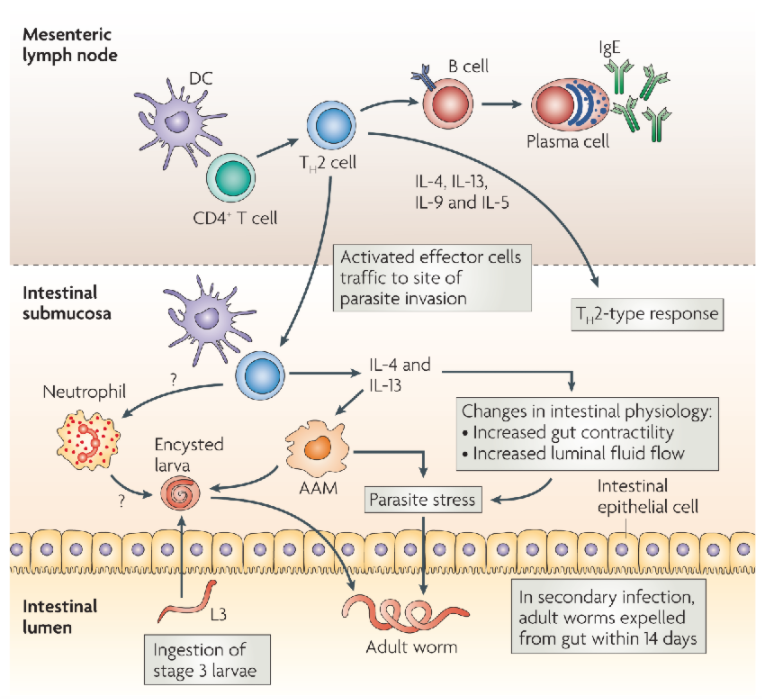 Mesenteric
lymph node
DC
B cell
IgE
Plasma cell
T_H2 cell
CD4⁺ T cell
IL-4, IL-13,
IL-9 and IL-5
Activated effector cells
traffic to site of
parasite invasion
T_H2-type response
Intestinal
submucosa
?
IL-4 and
IL-13
Neutrophil
Changes in intestinal physiology:
• Increased gut contractility
• Increased luminal fluid flow
Encysted
larva
AAM
?
Parasite stress
Intestinal
epithelial cell
Intestinal
lumen
L3
Adult worm
Ingestion of
stage 3 larvae
In secondary infection,
adult worms expelled
from gut within 14 days